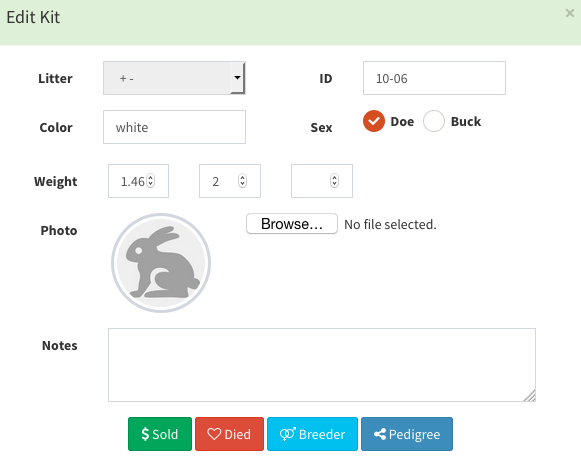 Edit Kit ×
Litter + - ID 10-06
Color white Sex Doe Buck
Weight 1.46 2
Photo Browse... No file selected.
Notes
$ Sold Died Breeder Pedigree